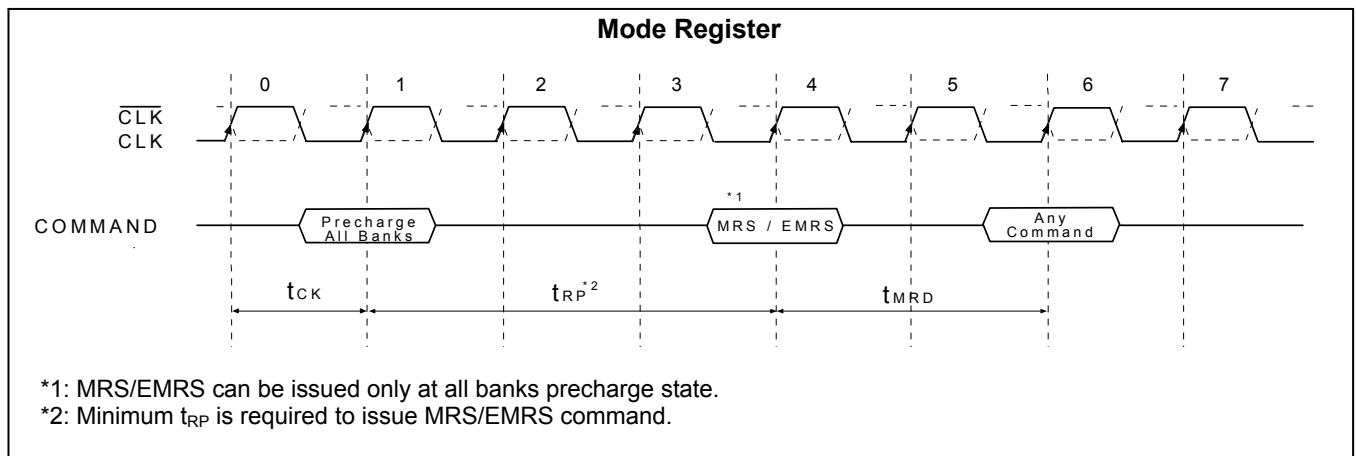 Mode Register
0 1 2 3 4 5 6 7
CLK
CLK
COMMAND
Precharge
All Banks
*1
MRS / EMRS
Any
Command
tCK
tRP*2
tMRD
*1: MRS/EMRS can be issued only at all banks precharge state.
*2: Minimum tRP is required to issue MRS/EMRS command.